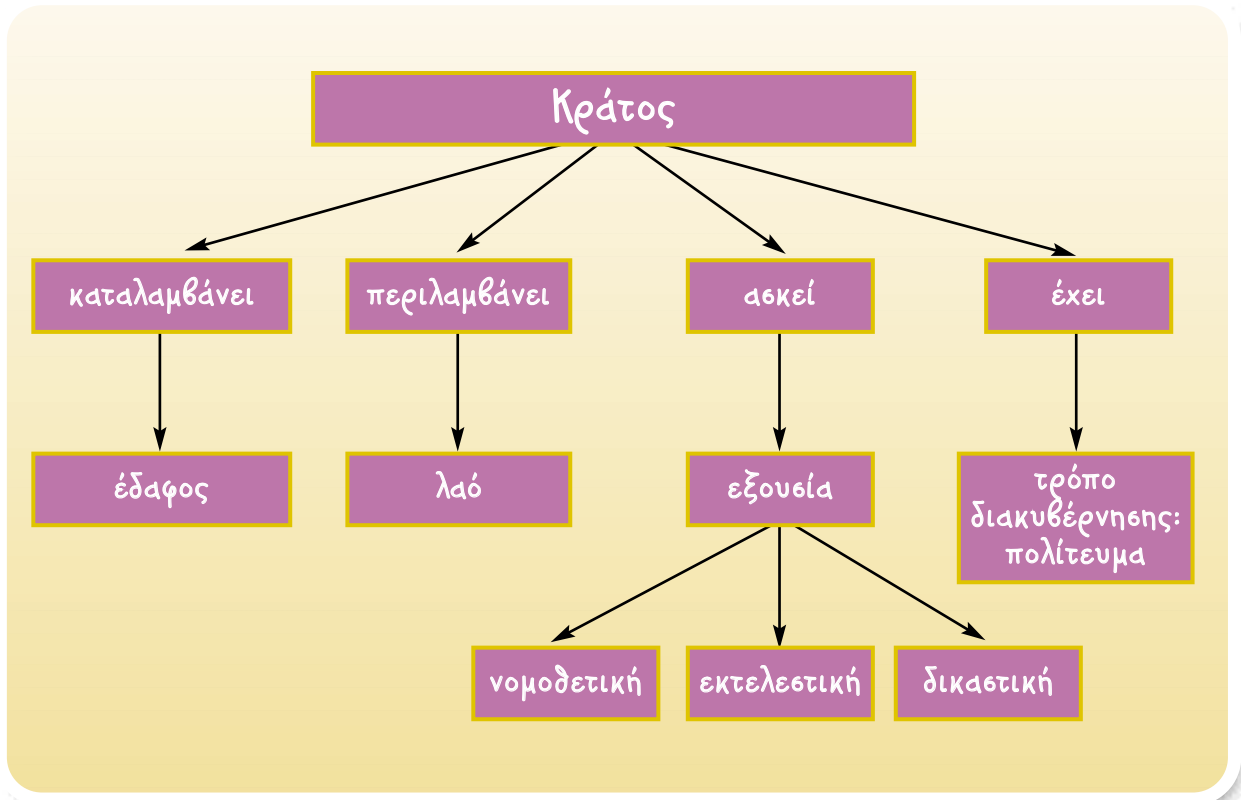 Κράτος
καταλαμβάνει
περιλαμβάνει
ασκεί
έχει
έδαφος
λαό
εξουσία
τρόπο
διακυβέρνησης:
πολίτευμα
νομοθετική
εκτελεστική
δικαστική